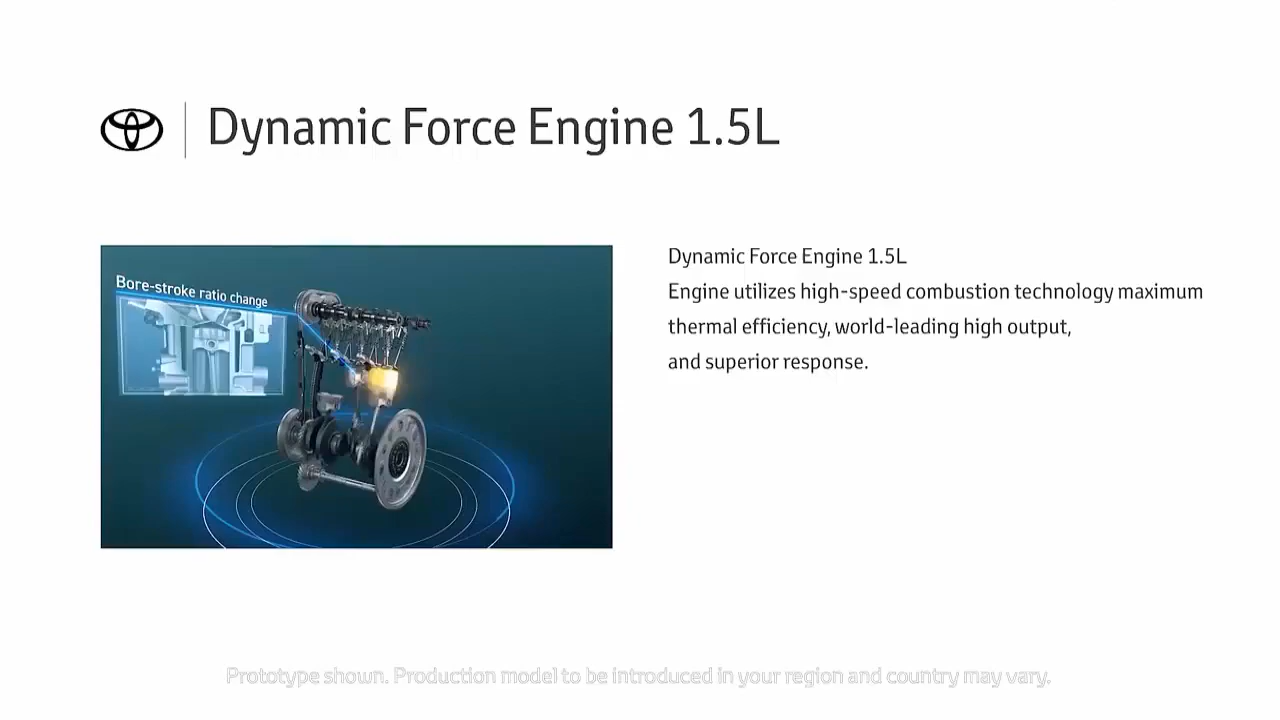 Dynamic Force Engine 1.5L
Bore-stroke ratio change
Dynamic Force Engine 1.5L
Engine utilizes high-speed combustion technology maximum
thermal efficiency, world-leading high output,
and superior response.
Prototype shown. Production model to be introduced in your region and country may vary.